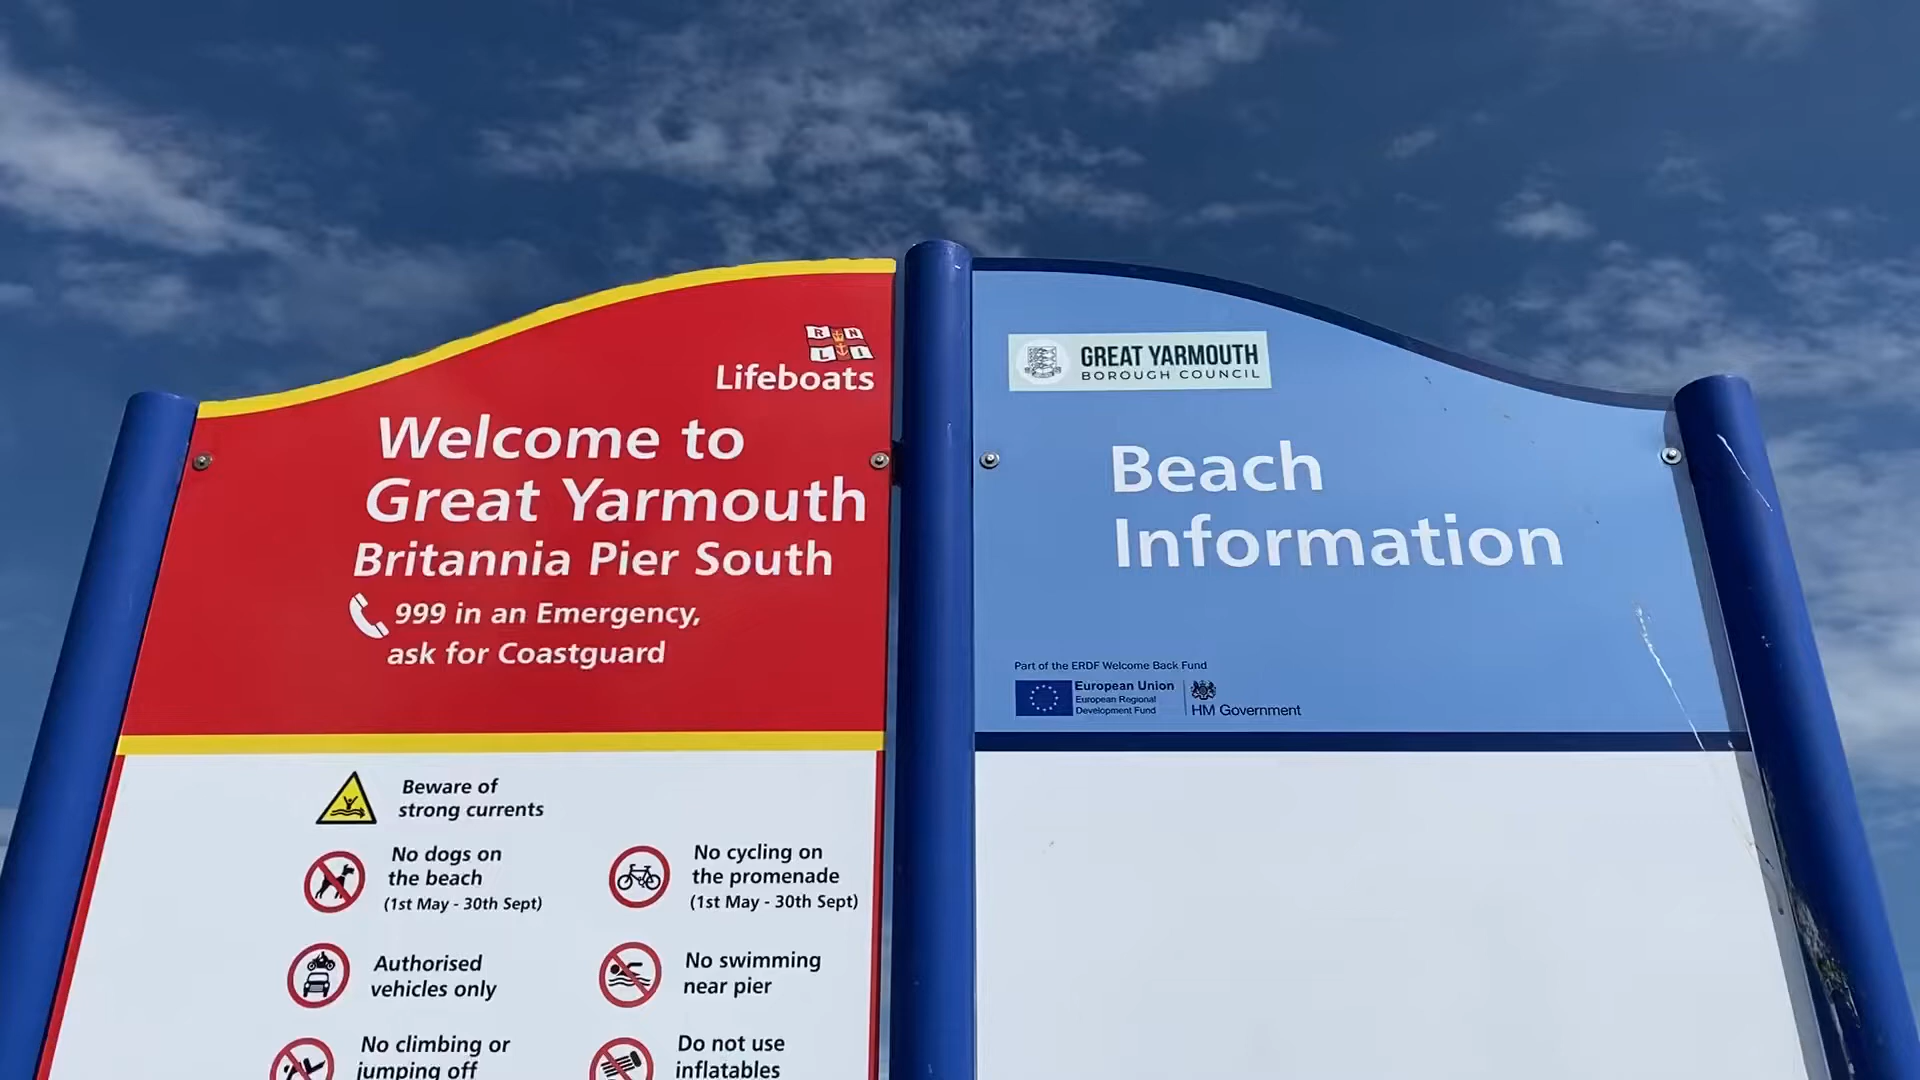 RNLI
Lifeboats
Welcome to
Great Yarmouth
Britannia Pier South
999 in an Emergency,
ask for Coastguard
Beware of
strong currents
No dogs on
the beach
(1st May - 30th Sept)
No cycling on
the promenade
(1st May - 30th Sept)
Authorised
vehicles only
No swimming
near pier
No climbing or
jumping off
Do not use
inflatables
GREAT YARMOUTH
BOROUGH COUNCIL
Beach
Information
Part of the ERDF Welcome Back Fund
European Union
European Regional
Development Fund
HM Government